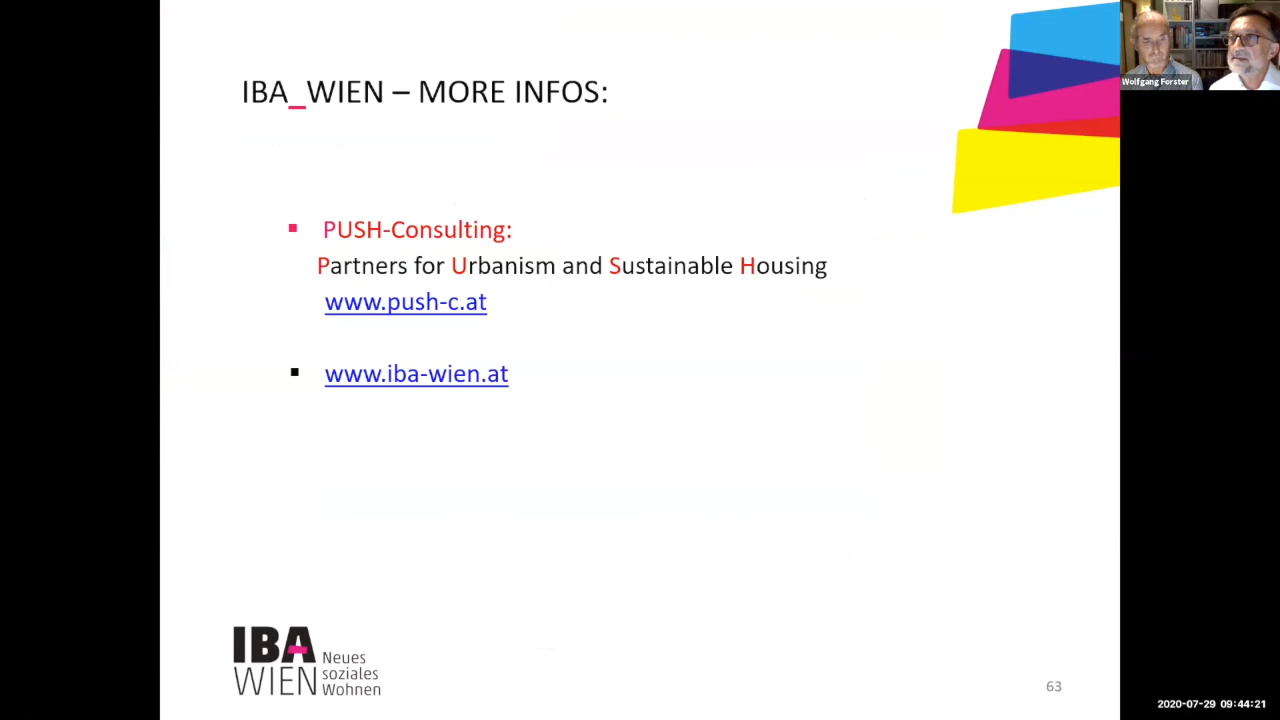 IBA_WIEN – MORE INFOS:
Wolfgang Forster
PUSH-Consulting:
Partners for Urbanism and Sustainable Housing
www.push-c.at
www.iba-wien.at
IBA
WIEN
Neues
soziales
Wohnen
63
2020-07-29 09:44:21